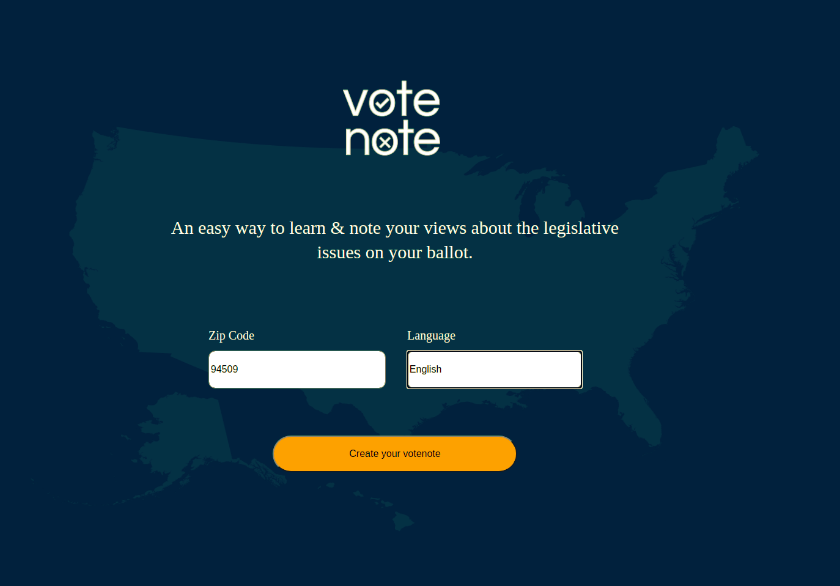 vote
note
An easy way to learn & note your views about the legislative
issues on your ballot.
Zip Code
Language
94509
English
Create your votenote